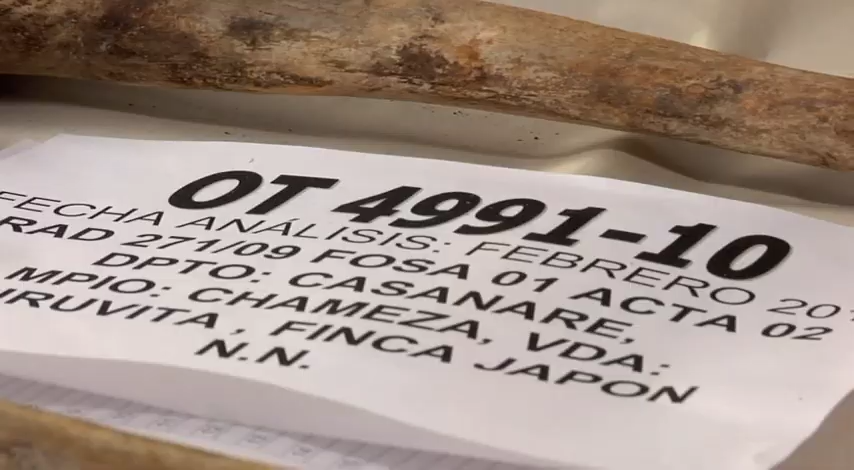 OT 4991-10
FECHA ANÁLISIS: FEBRERO 201
RAD 271/09 FOSA 01 ACTA 02
DPTO: CASANARE,
MPIO: CHAMEZA, VDA:
IRUVITA, FINCA JAPON
N.N.